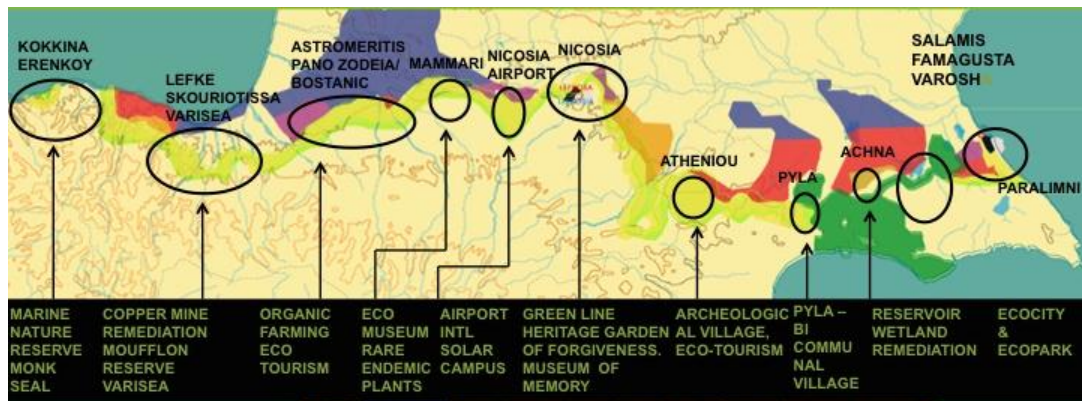 KOKKINA
ERENKOY
LEFKE
SKOURIOTISSA
VARISEA
ASTROMERITIS
PANO ZODEIA/
BOSTANIC
MAMMARI
NICOSIA
AIRPORT
NICOSIA
ATHENIOU
PYLA
ACHNA
SALAMIS
FAMAGUSTA
VAROSHA
PARALIMNI
MARINE
NATURE
RESERVE
MONK
SEAL
COPPER MINE
REMEDIATION
MOUFFLON
RESERVE
VARISEA
ORGANIC
FARMING
ECO
TOURISM
ECO
MUSEUM
RARE
ENDEMIC
PLANTS
AIRPORT
INTL
SOLAR
CAMPUS
GREEN LINE
HERITAGE GARDEN
OF FORGIVENESS.
MUSEUM OF
MEMORY
ARCHEOLOGIC
AL VILLAGE,
ECO-TOURISM
PYLA –
BI
COMMU
NAL
VILLAGE
RESERVOIR
WETLAND
REMEDIATION
ECOCITY
&
ECOPARK